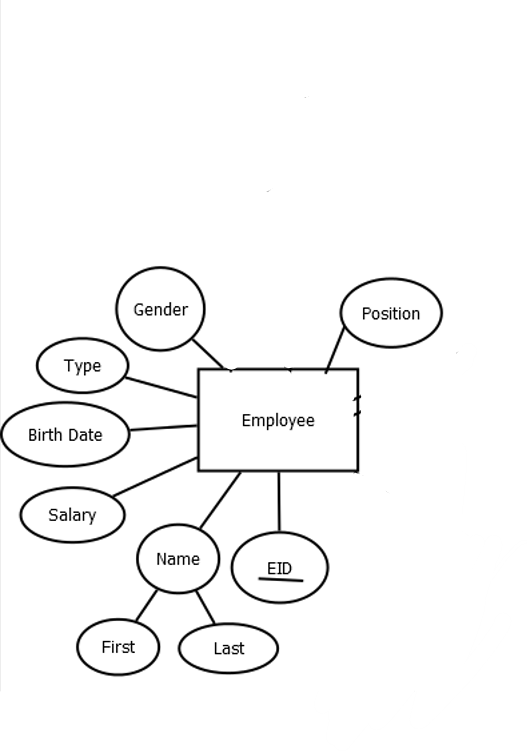 Gender
Position
Type
Employee
Birth Date
Salary
Name
EID
First
Last